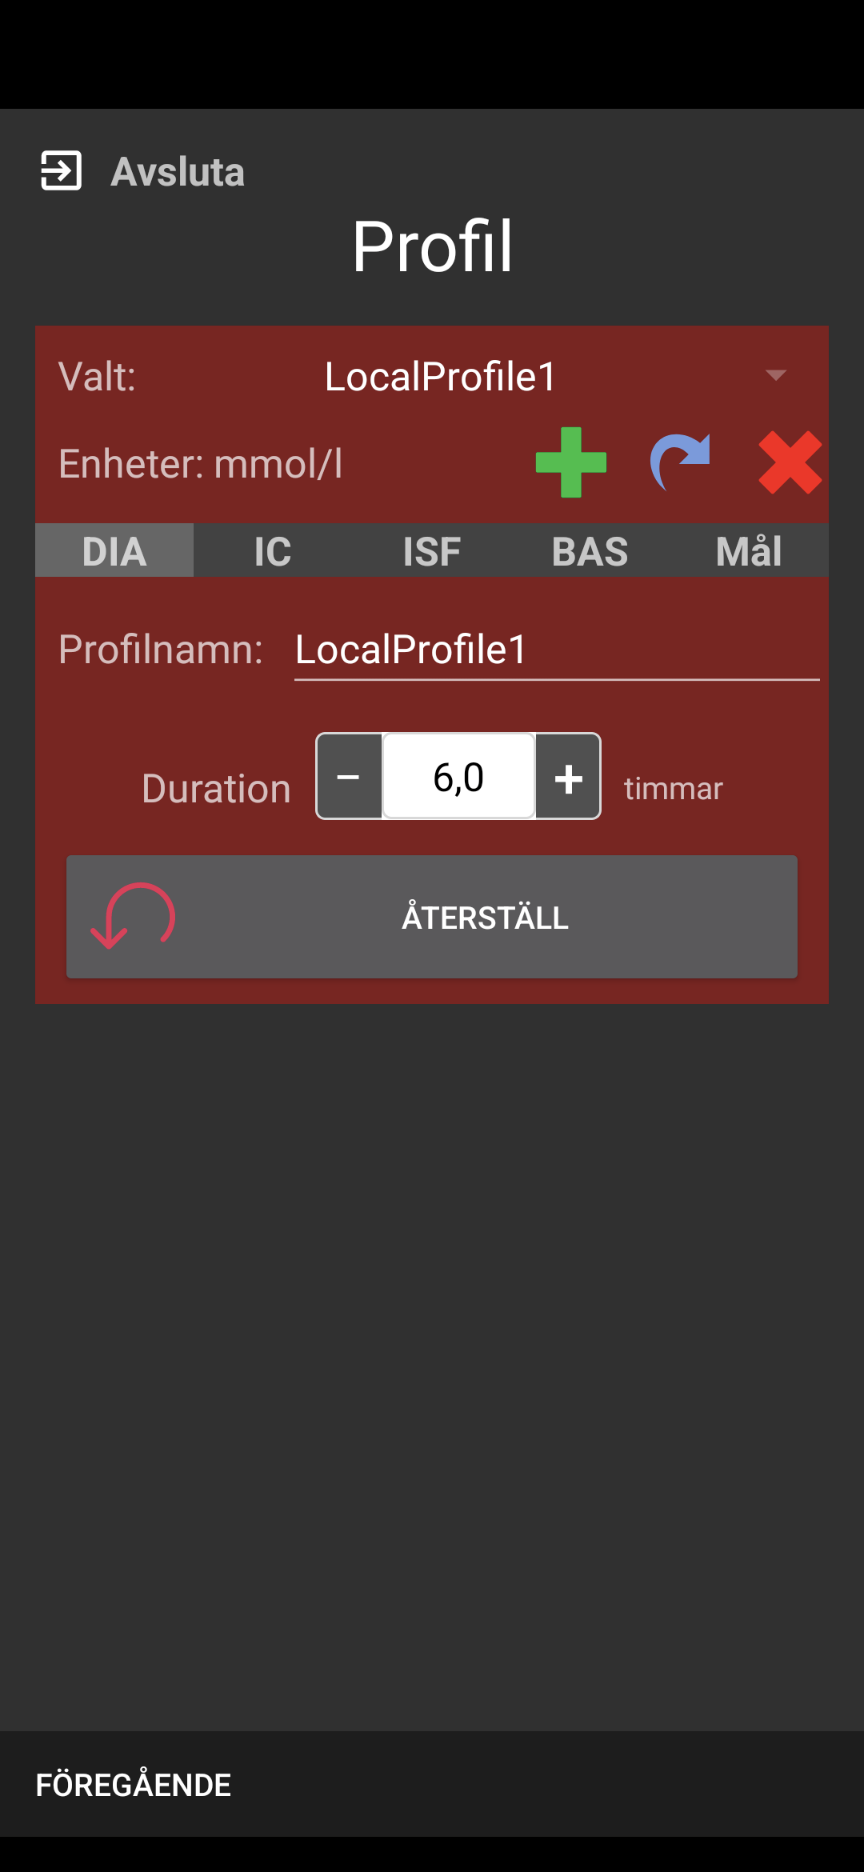 Avsluta
Profil
Valt: LocalProfile1
Enheter: mmol/l
DIA IC ISF BAS Mål
Profilnamn: LocalProfile1
Duration − 6,0 + timmar
ÅTERSTÄLL
FÖREGÅENDE